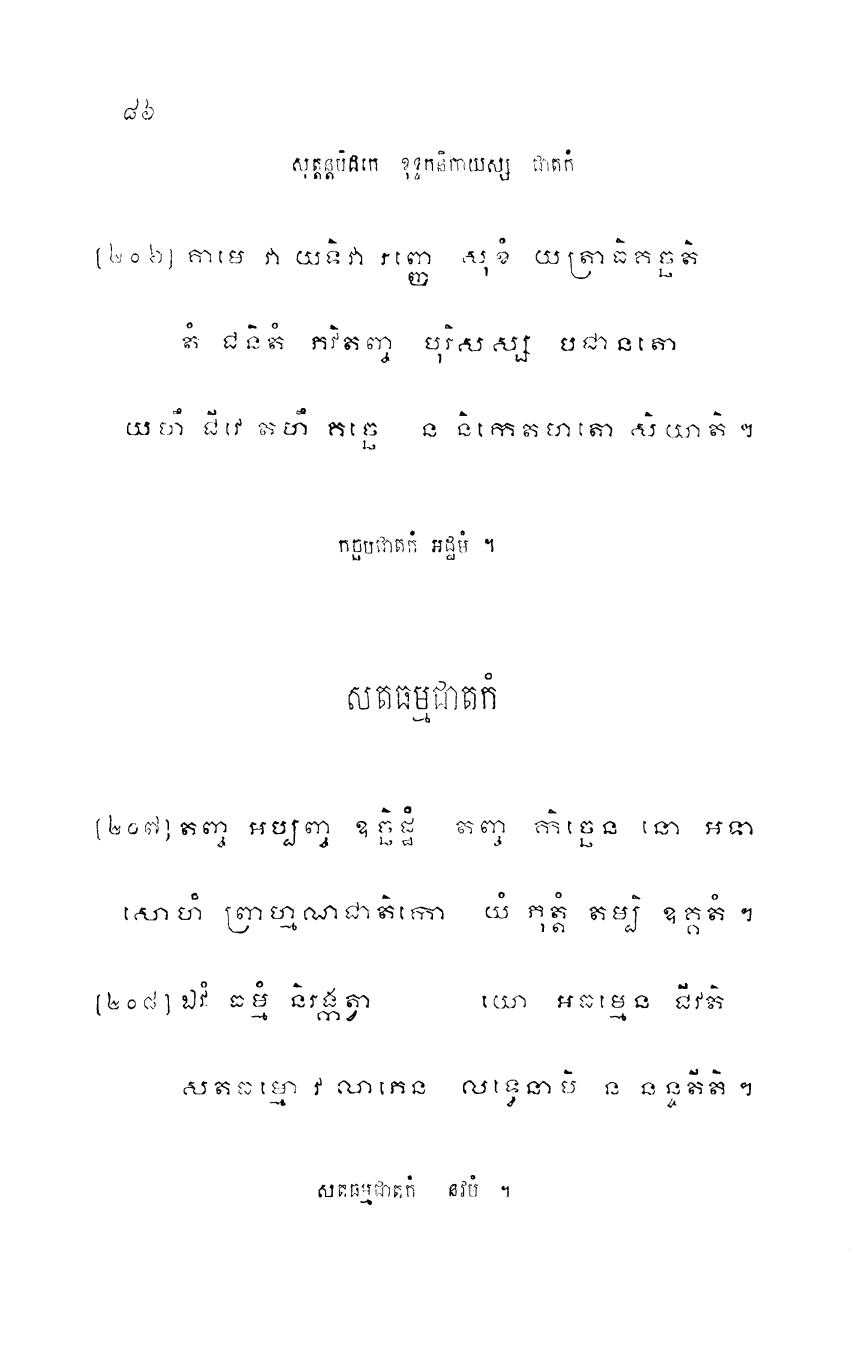 ៨៦
សុត្តន្តបិដកេ ខុទ្ទកនិកាយស្ស ជាតកំ
[២០៦] គាមេ វា យទិវា រញ្ញេ សុខំ យត្រាធិគច្ឆតិ
តំ ជនិតំ ភវិតញ្ច បុរិសស្ស បជានតោ
យហឹ ជីវេ តហឹ គច្ឆេ ន និកេតហតោ សិយាតិ ។
កច្ឆបជាតកំ អដ្ឋមំ ។
សតធម្មជាតកំ
[២០៧] តញ្ច អប្បញ្ច ឧច្ឆិដ្ឋំ តញ្ច កិច្ឆេន នោ អទា
សោហំ ព្រាហ្មណជាតិកោ យំ ភុត្តំ តម្បិ ឧគ្គតំ ។
[២០៨] ឯវំ ធម្មំ និរង្កត្វា យោ អធម្មេន ជីវតិ
សតធម្មោ វ លាភេន លទ្ធេនាបិ ន នន្ទតីតិ ។
សតធម្មជាតកំ នវមំ ។